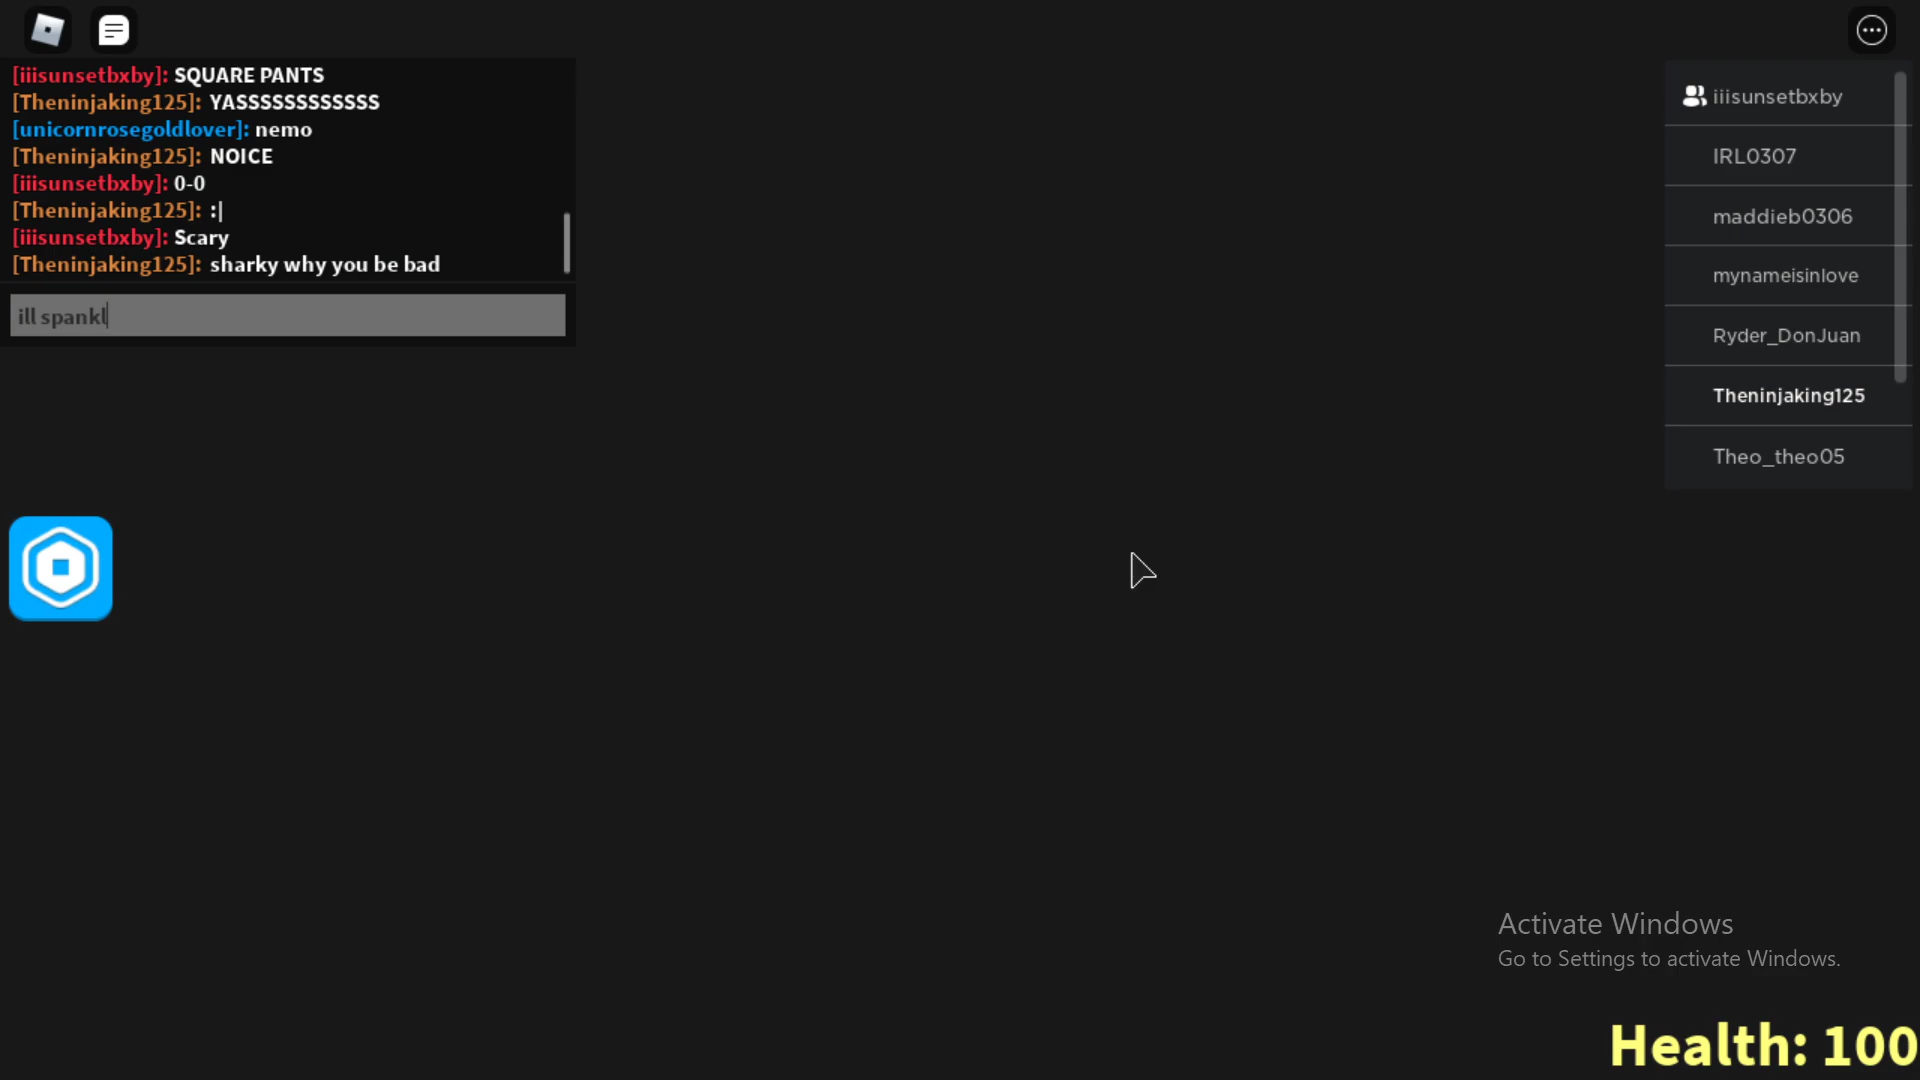 [iiisunsetbxby]: SQUARE PANTS
[Theninjaking125]: YASSSSSSSSSSSS
[unicornrosegoldlover]: nemo
[Theninjaking125]: NOICE
[iiisunsetbxby]: 0-0
[Theninjaking125]: :|
[iiisunsetbxby]: Scary
[Theninjaking125]: sharky why you be bad
ill spankl
iiisunsetbxby
IRL0307
maddieb0306
mynameisinlove
Ryder_DonJuan
Theninjaking125
Theo_theo05
Activate Windows
Go to Settings to activate Windows.
Health: 100